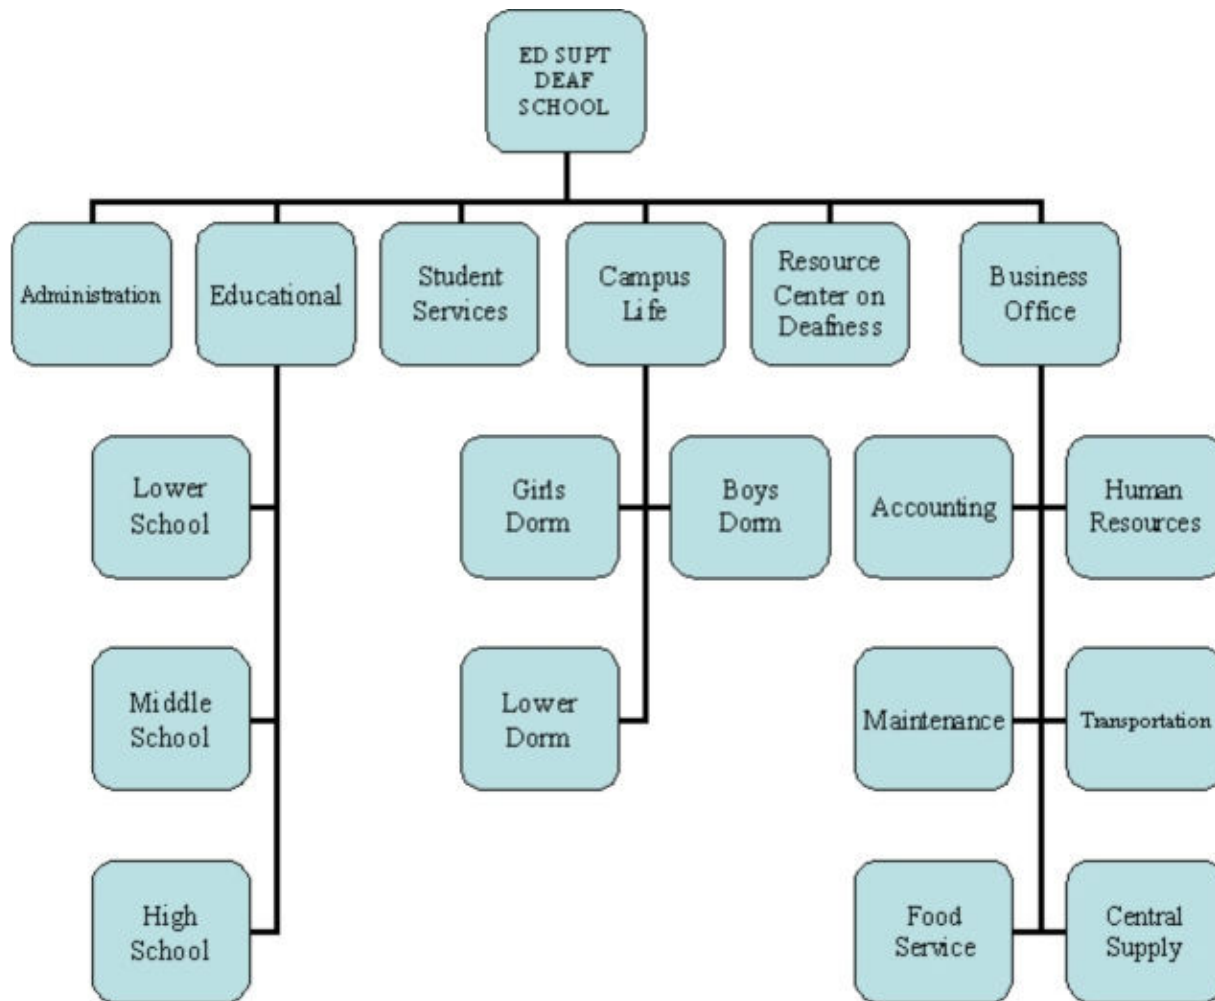 ED SUPT
DEAF
SCHOOL
Administration
Educational
Student
Services
Campus
Life
Resource
Center on
Deafness
Business
Office
Lower
School
Girls
Dorm
Boys
Dorm
Accounting
Human
Resources
Middle
School
Lower
Dorm
Maintenance
Transportation
High
School
Food
Service
Central
Supply